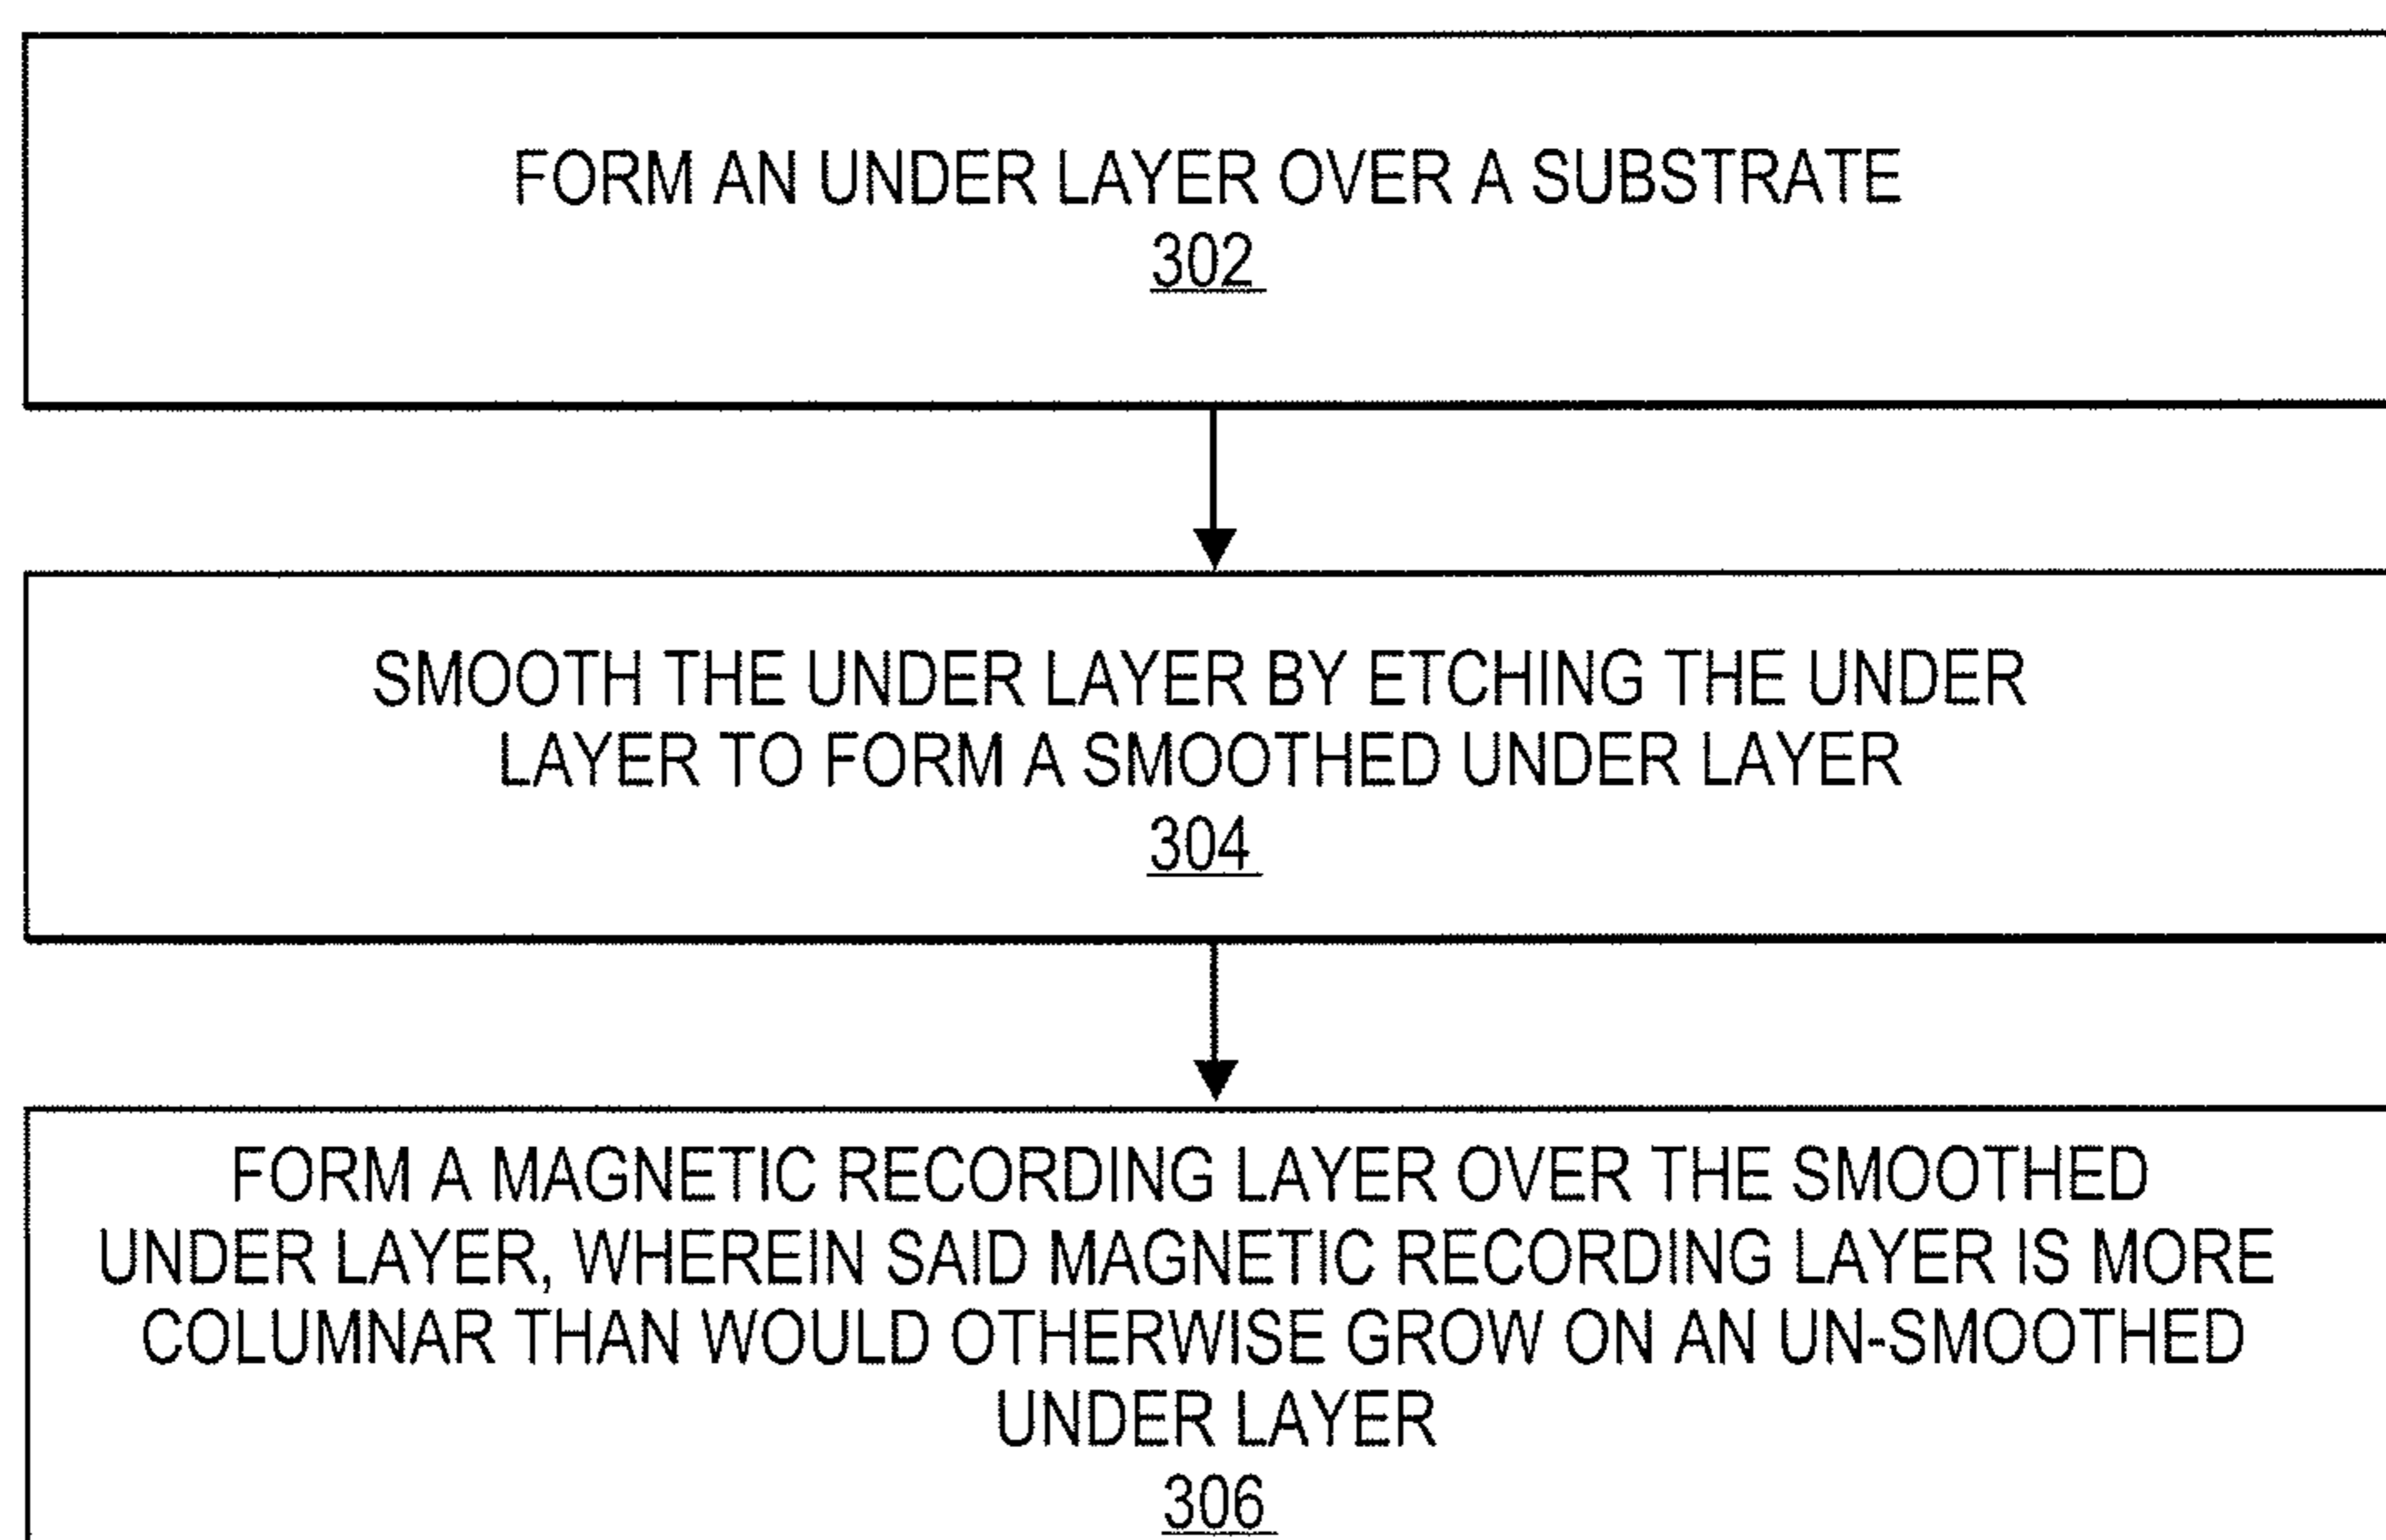 FORM AN UNDER LAYER OVER A SUBSTRATE
302
SMOOTH THE UNDER LAYER BY ETCHING THE UNDER
LAYER TO FORM A SMOOTHED UNDER LAYER
304
FORM A MAGNETIC RECORDING LAYER OVER THE SMOOTHED
UNDER LAYER, WHEREIN SAID MAGNETIC RECORDING LAYER IS MORE
COLUMNAR THAN WOULD OTHERWISE GROW ON AN UN-SMOOTHED
UNDER LAYER
306